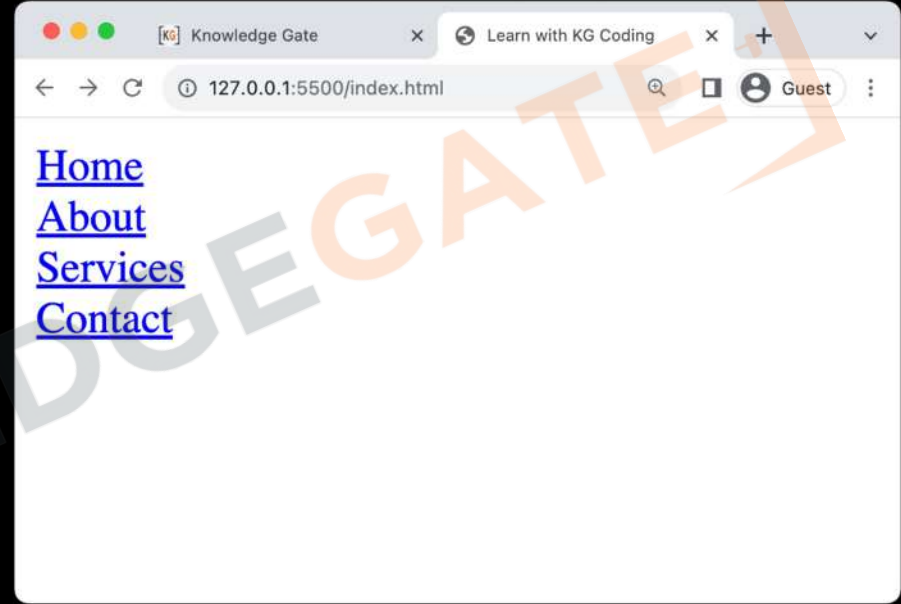 [KG] Knowledge Gate
Learn with KG Coding
127.0.0.1:5500/index.html
Guest
Home
About
Services
Contact
DGEGATE]